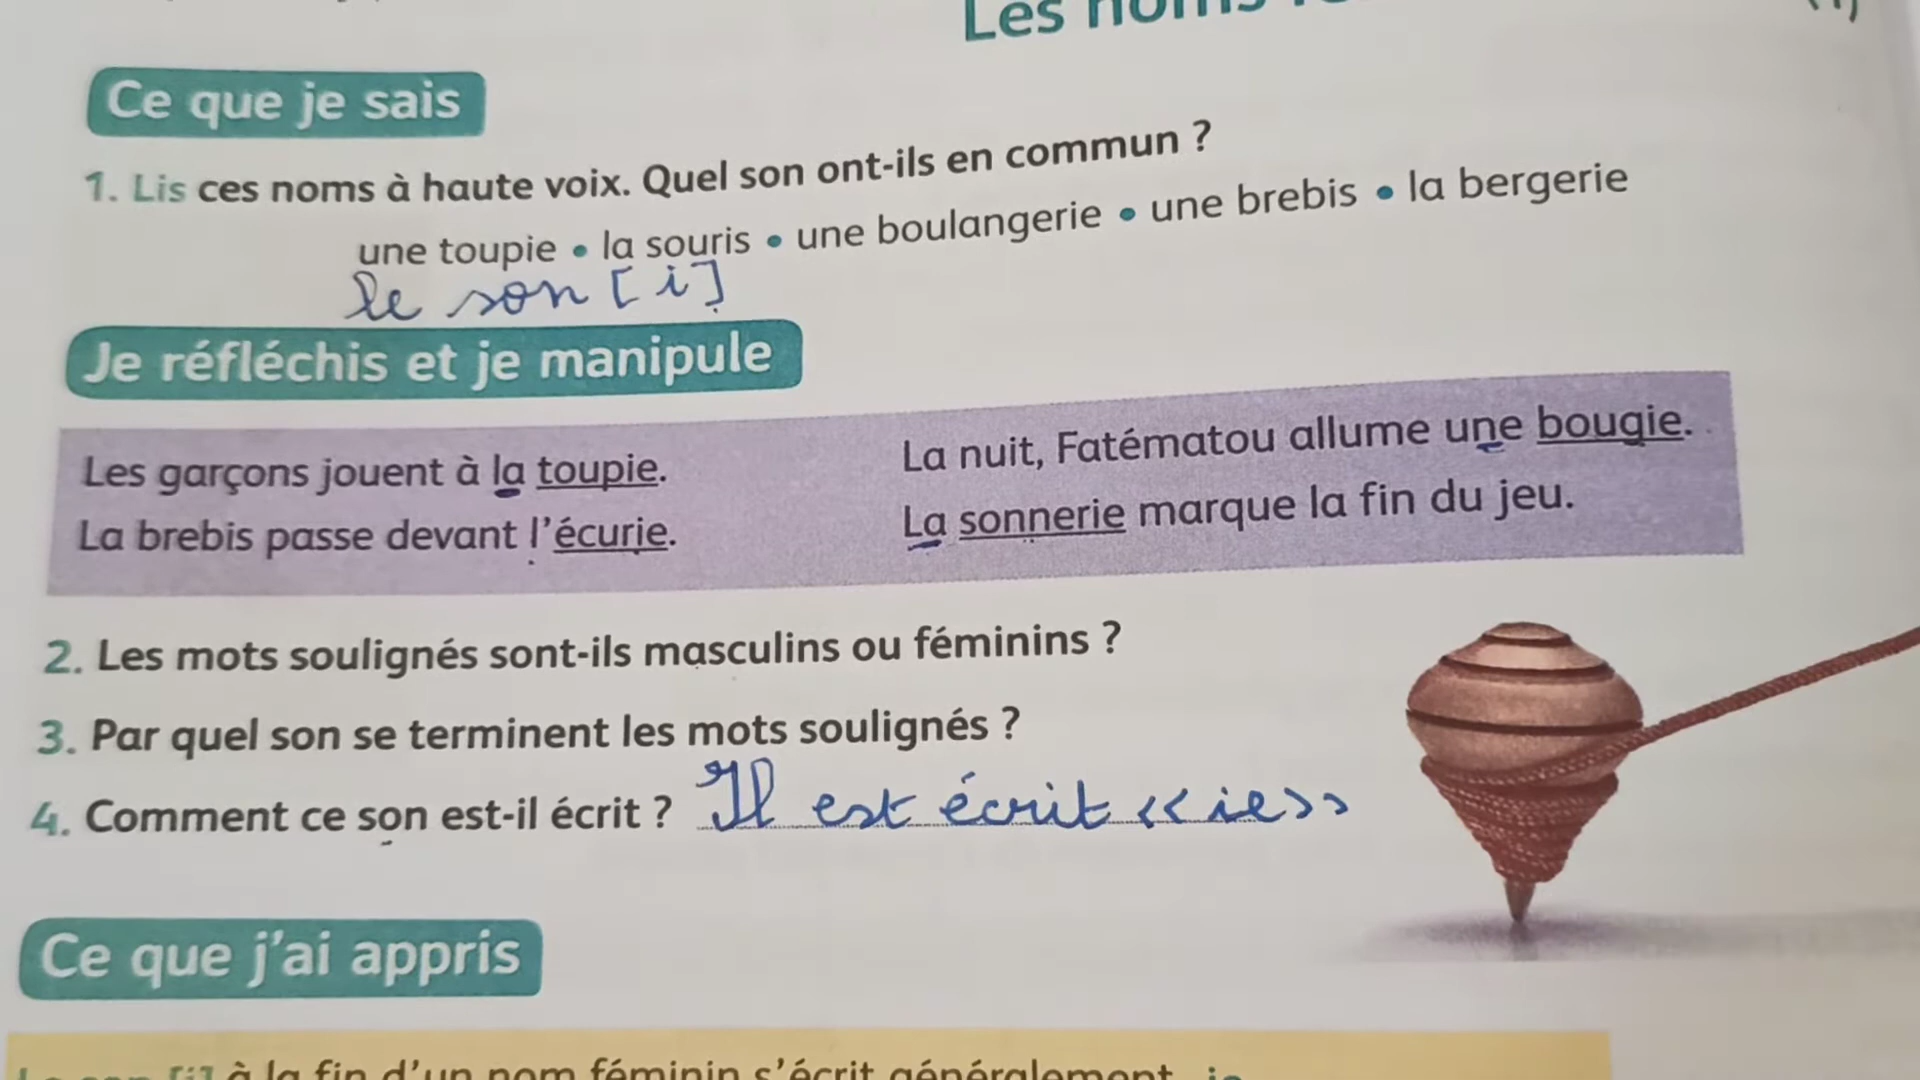 Les noms
Ce que je sais
1. Lis ces noms à haute voix. Quel son ont-ils en commun ?
une toupie • la souris • une boulangerie • une brebis • la bergerie
le son [i]
Je réfléchis et je manipule
Les garçons jouent à la toupie.
La brebis passe devant l'écurie.
La nuit, Fatématou allume une bougie.
La sonnerie marque la fin du jeu.
2. Les mots soulignés sont-ils masculins ou féminins ?
3. Par quel son se terminent les mots soulignés ?
4. Comment ce son est-il écrit ? Il est écrit <<ie>>
Ce que j'ai appris
[i] à la fin d'un nom féminin s'écrit généralement